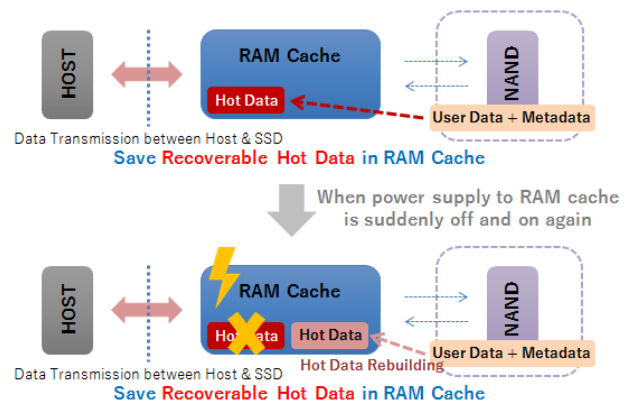 HOST
RAM Cache
Hot Data
NAND
User Data + Metadata
Data Transmission between Host & SSD
Save Recoverable Hot Data in RAM Cache
When power supply to RAM cache
is suddenly off and on again
HOST
RAM Cache
Hot Data
Hot Data
NAND
User Data + Metadata
Hot Data Rebuilding
Data Transmission between Host & SSD
Save Recoverable Hot Data in RAM Cache